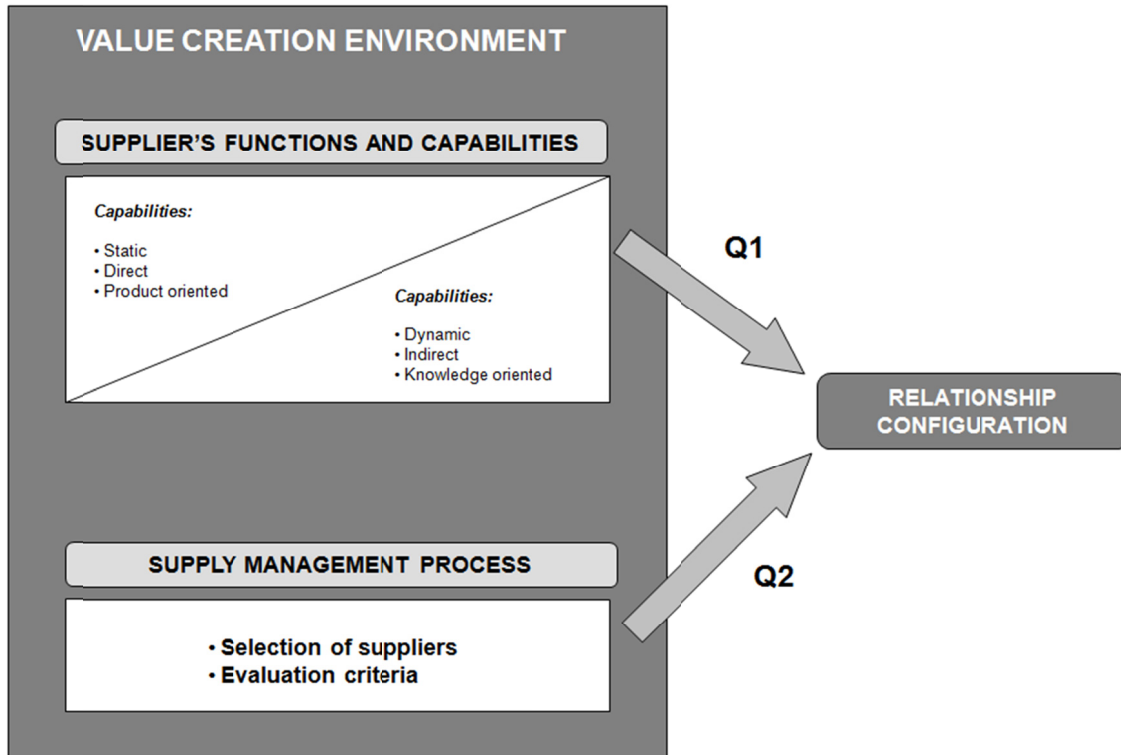 VALUE CREATION ENVIRONMENT
SUPPLIER'S FUNCTIONS AND CAPABILITIES
Capabilities:
• Static
• Direct
• Product oriented
Capabilities:
• Dynamic
• Indirect
• Knowledge oriented
Q1
RELATIONSHIP
CONFIGURATION
SUPPLY MANAGEMENT PROCESS
Q2
• Selection of suppliers
• Evaluation criteria